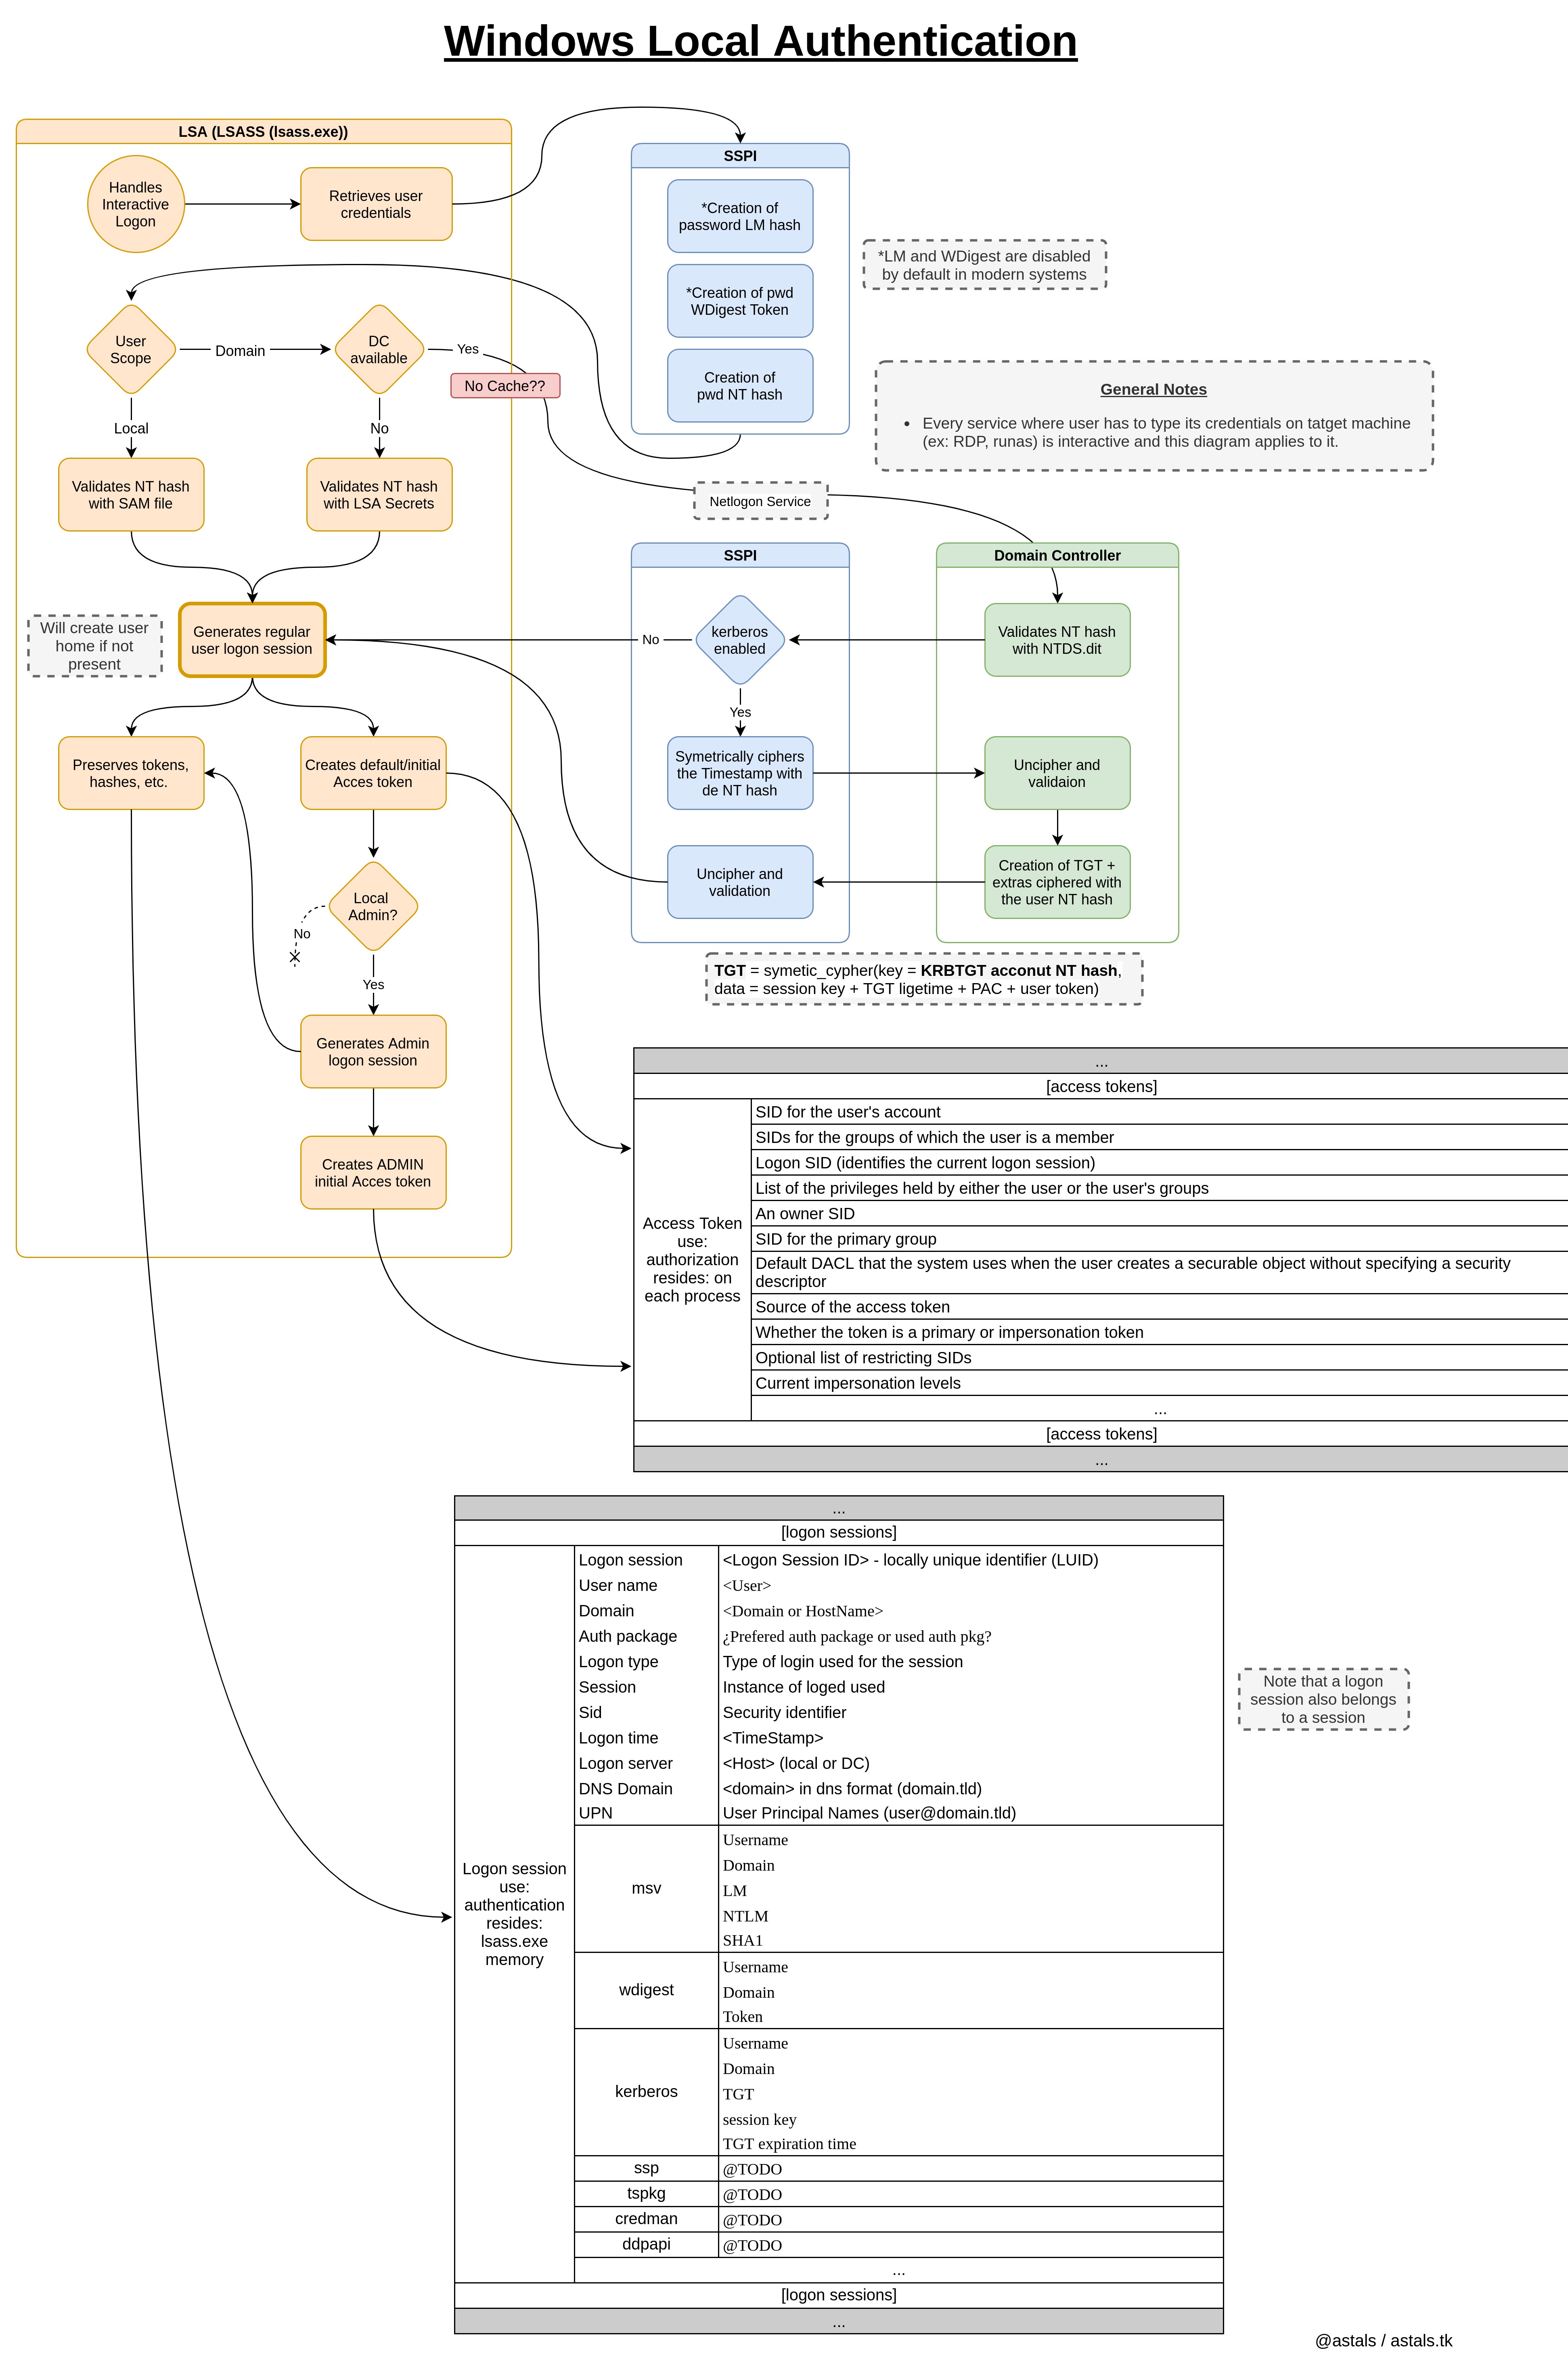 Windows Local Authentication
LSA (LSASS (lsass.exe))
Handles
Interactive
Logon
Retrieves user
credentials
SSPI
*Creation of
password LM hash
*Creation of pwd
WDigest Token
Creation of
pwd NT hash
*LM and WDigest are disabled
by default in modern systems
User
Scope
Domain
DC
available
Yes
No Cache??
Local
No
General Notes
• Every service where user has to type its credentials on tatget machine
(ex: RDP, runas) is interactive and this diagram applies to it.
Validates NT hash
with SAM file
Validates NT hash
with LSA Secrets
Netlogon Service
SSPI
Domain Controller
Will create user
home if not
present
Generates regular
user logon session
No
kerberos
enabled
Validates NT hash
with NTDS.dit
Yes
Preserves tokens,
hashes, etc.
Creates default/initial
Acces token
Symetrically ciphers
the Timestamp with
de NT hash
Uncipher and
validaion
Local
Admin?
No
Yes
Uncipher and
validation
Creation of TGT +
extras ciphered with
the user NT hash
TGT = symetic_cypher(key = KRBTGT acconut NT hash,
data = session key + TGT ligetime + PAC + user token)
Generates Admin
logon session
Creates ADMIN
initial Acces token
...
[access tokens]
Access Token
use:
authorization
resides: on
each process
SID for the user's account
SIDs for the groups of which the user is a member
Logon SID (identifies the current logon session)
List of the privileges held by either the user or the user's groups
An owner SID
SID for the primary group
Default DACL that the system uses when the user creates a securable object without specifying a security
descriptor
Source of the access token
Whether the token is a primary or impersonation token
Optional list of restricting SIDs
Current impersonation levels
...
[access tokens]
...
...
[logon sessions]
Logon session
use:
authentication
resides:
lsass.exe
memory
Logon session <Logon Session ID> - locally unique identifier (LUID)
User name <User>
Domain <Domain or HostName>
Auth package ¿Prefered auth package or used auth pkg?
Logon type Type of login used for the session
Session Instance of loged used
Sid Security identifier
Logon time <TimeStamp>
Logon server <Host> (local or DC)
DNS Domain <domain> in dns format (domain.tld)
UPN User Principal Names (user@domain.tld)
msv
Username
Domain
LM
NTLM
SHA1
wdigest
Username
Domain
Token
kerberos
Username
Domain
TGT
session key
TGT expiration time
ssp @TODO
tspkg @TODO
credman @TODO
ddpapi @TODO
...
[logon sessions]
...
Note that a logon
session also belongs
to a session
@astals / astals.tk